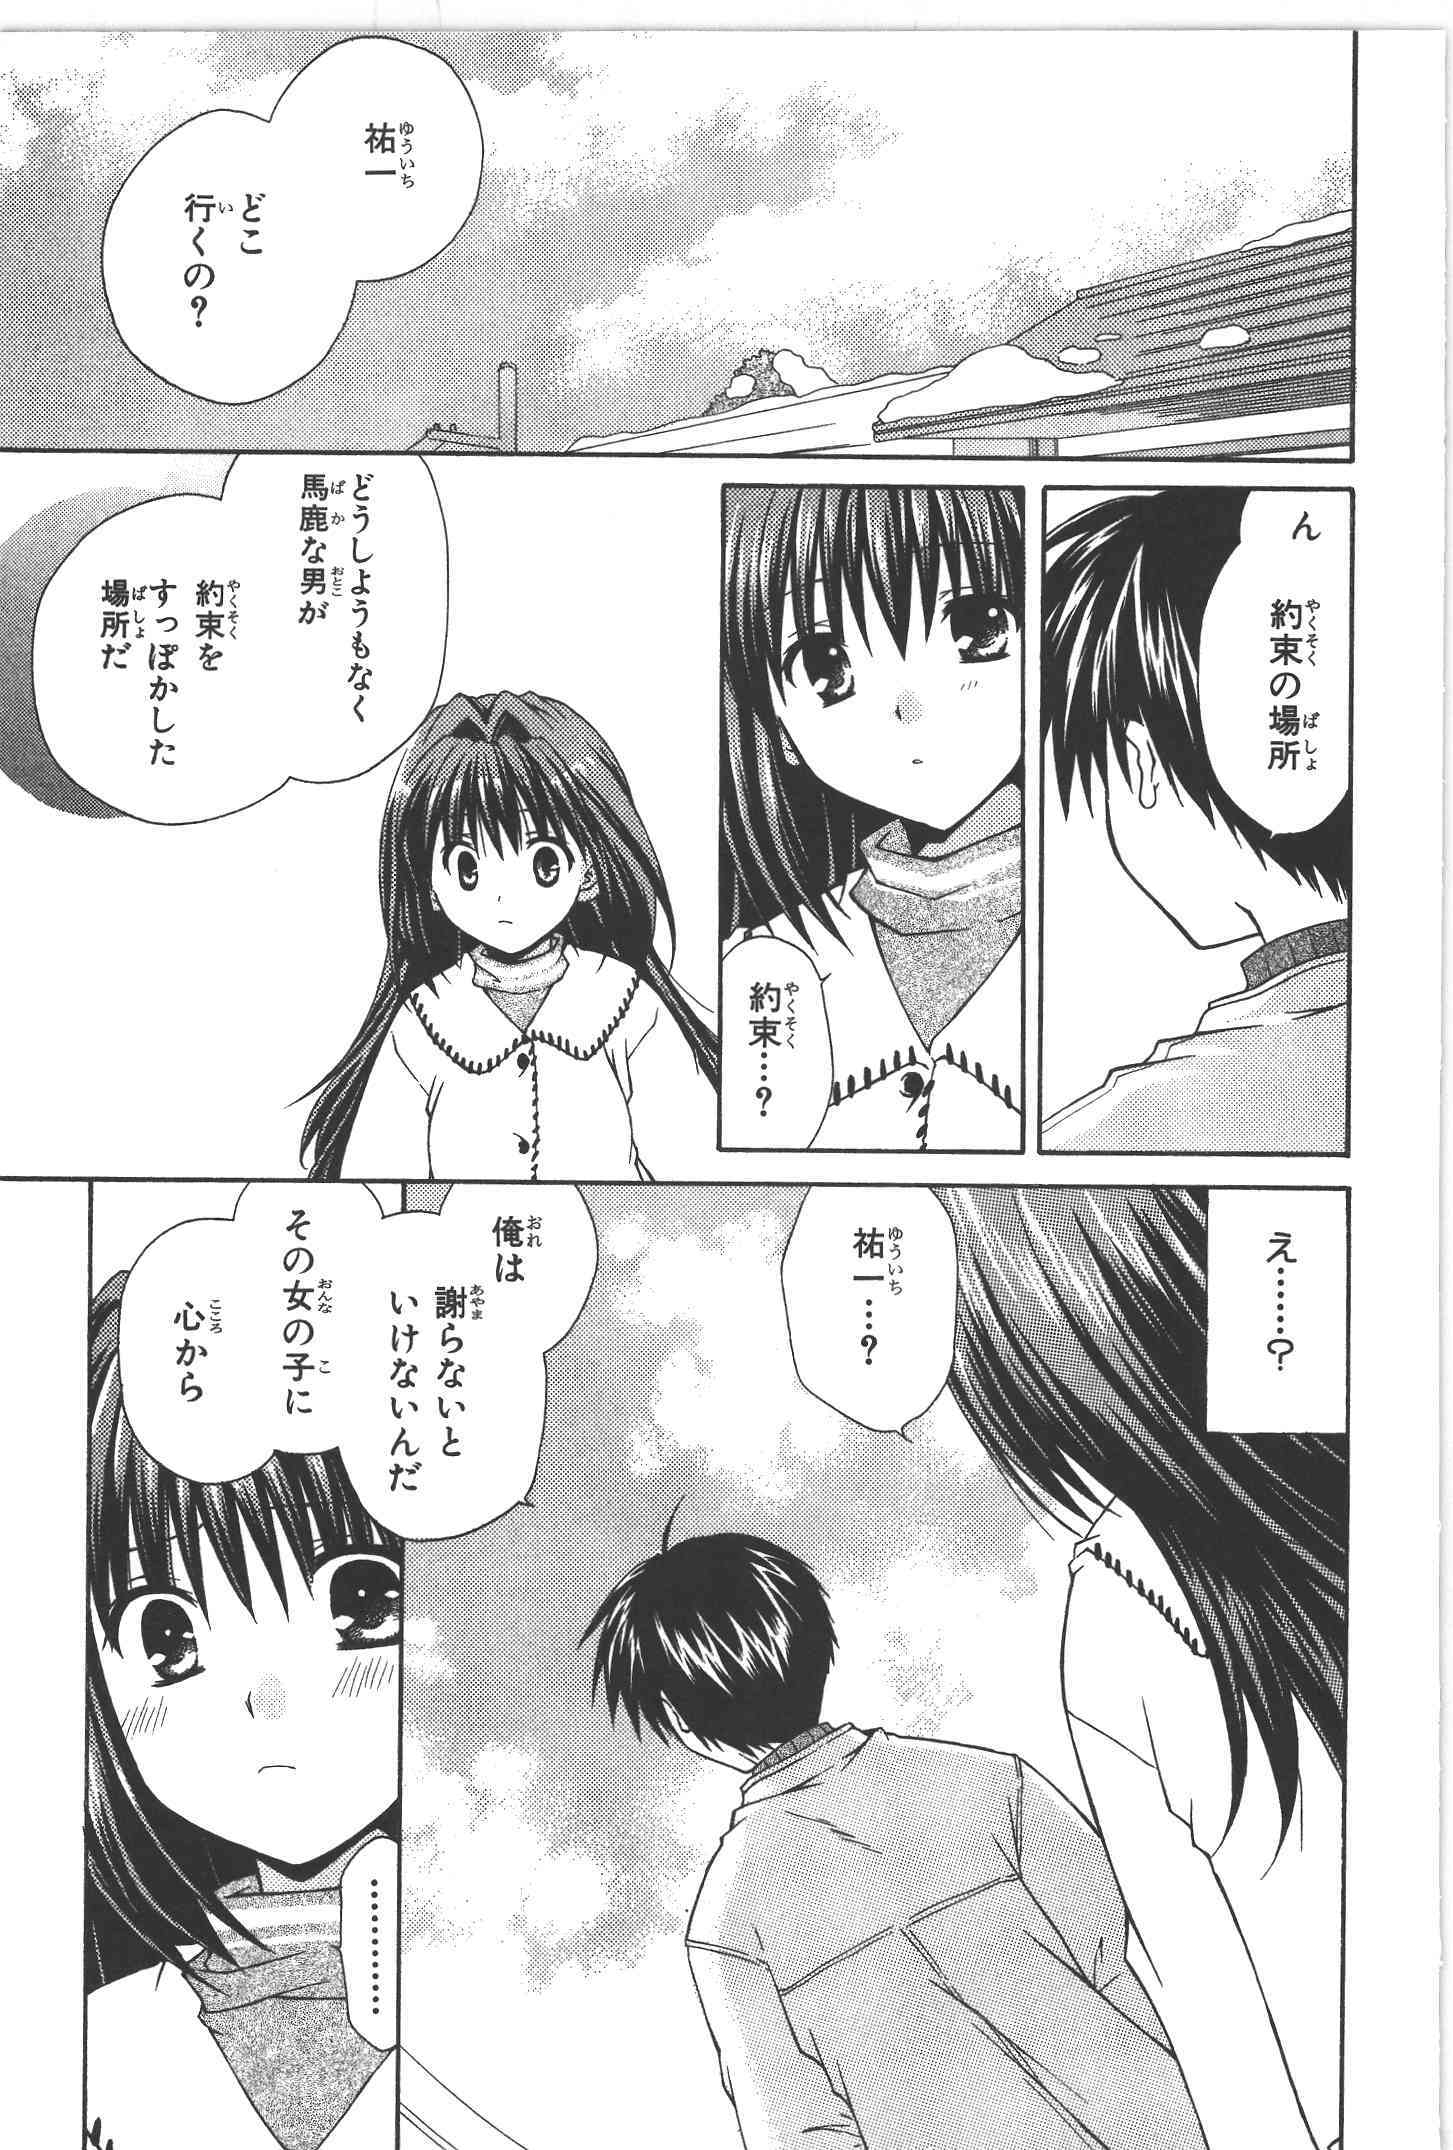 祐一
どこ
行くの？
ん
約束の場所
約束…？
どうしようもなく
馬鹿な男が
約束を
すっぽかした
場所だ
え……？
祐一…？
俺は
謝らないと
いけないんだ
その女の子に
心から
…………